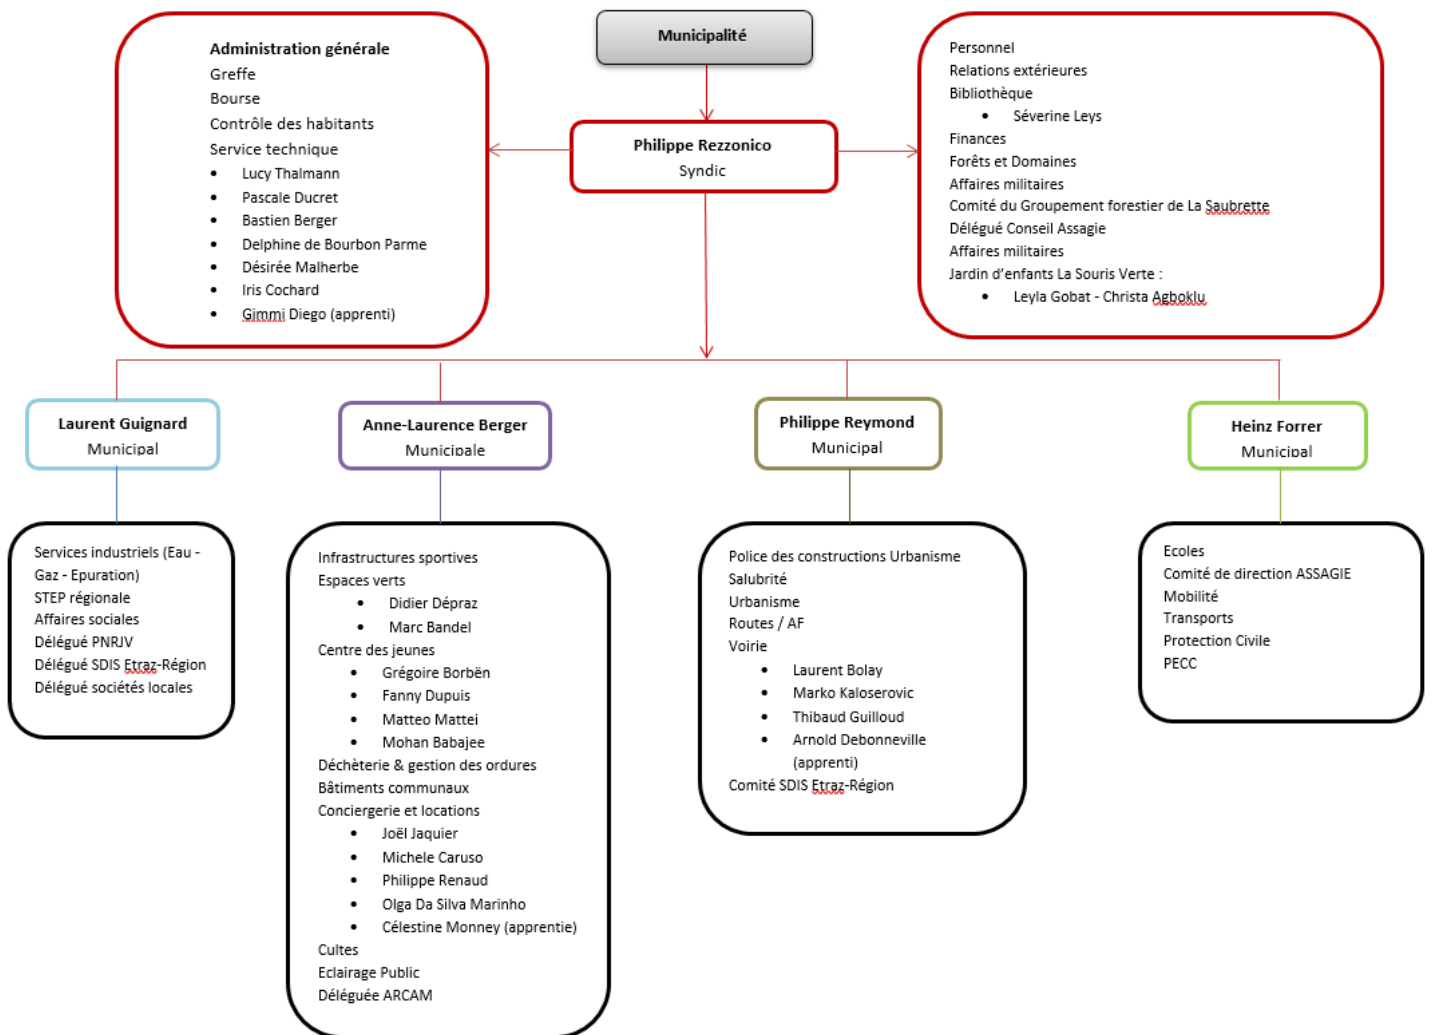 Municipalité
Philippe Rezzonico
Syndic
Administration générale
Greffe
Bourse
Contrôle des habitants
Service technique
• Lucy Thalmann
• Pascale Ducret
• Bastien Berger
• Delphine de Bourbon Parme
• Désirée Malherbe
• Iris Cochard
• Gimmi Diego (apprenti)
Personnel
Relations extérieures
Bibliothèque
• Séverine Leys
Finances
Forêts et Domaines
Affaires militaires
Comité du Groupement forestier de La Saubrette
Délégué Conseil Assagie
Affaires militaires
Jardin d'enfants La Souris Verte :
• Leyla Gobat - Christa Agboklu
Laurent Guignard
Municipal
Services industriels (Eau -
Gaz - Epuration)
STEP régionale
Affaires sociales
Délégué PNRJV
Délégué SDIS Etraz-Région
Délégué sociétés locales
Anne-Laurence Berger
Municipale
Infrastructures sportives
Espaces verts
• Didier Dépraz
• Marc Bandel
Centre des jeunes
• Grégoire Borbën
• Fanny Dupuis
• Matteo Mattei
• Mohan Babajee
Déchèterie & gestion des ordures
Bâtiments communaux
Conciergerie et locations
• Joël Jaquier
• Michele Caruso
• Philippe Renaud
• Olga Da Silva Marinho
• Célestine Monney (apprentie)
Cultes
Eclairage Public
Déléguée ARCAM
Philippe Reymond
Municipal
Police des constructions Urbanisme
Salubrité
Urbanisme
Routes / AF
Voirie
• Laurent Bolay
• Marko Kaloserovic
• Thibaud Guilloud
• Arnold Debonneville
(apprenti)
Comité SDIS Etraz-Région
Heinz Forrer
Municipal
Ecoles
Comité de direction ASSAGIE
Mobilité
Transports
Protection Civile
PECC